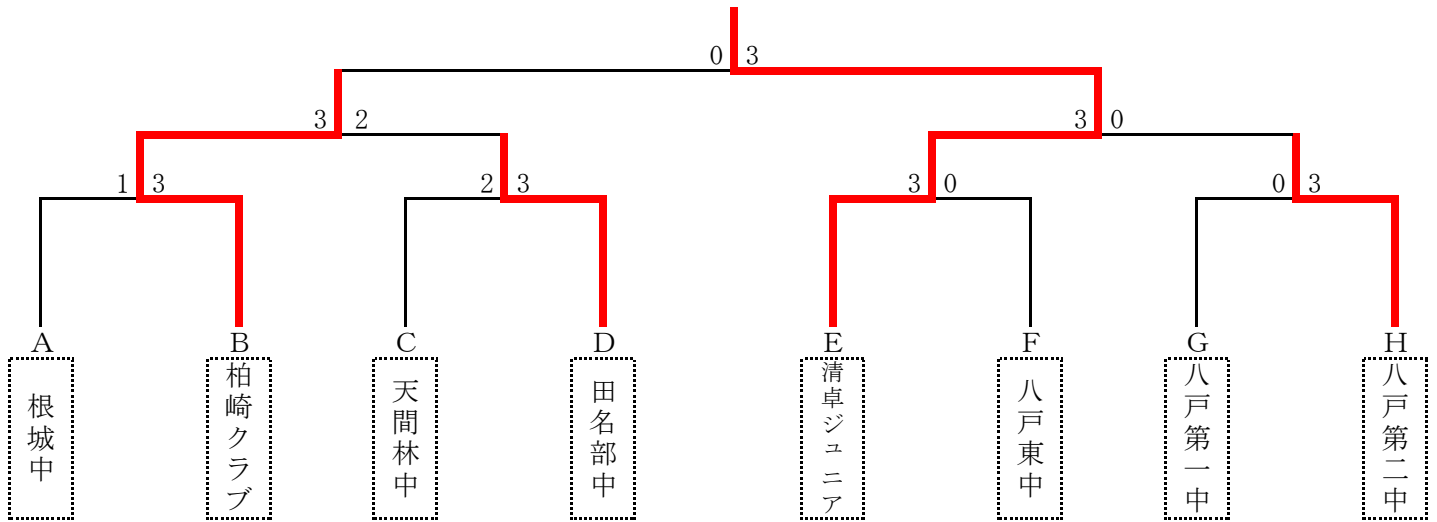 0 3
3 2
3 0
1 3
2 3
3 0
0 3
A
B
C
D
E
F
G
H
根城中
柏崎クラブ
天間林中
田名部中
清卓ジュニア
八戸東中
八戸第一中
八戸第二中